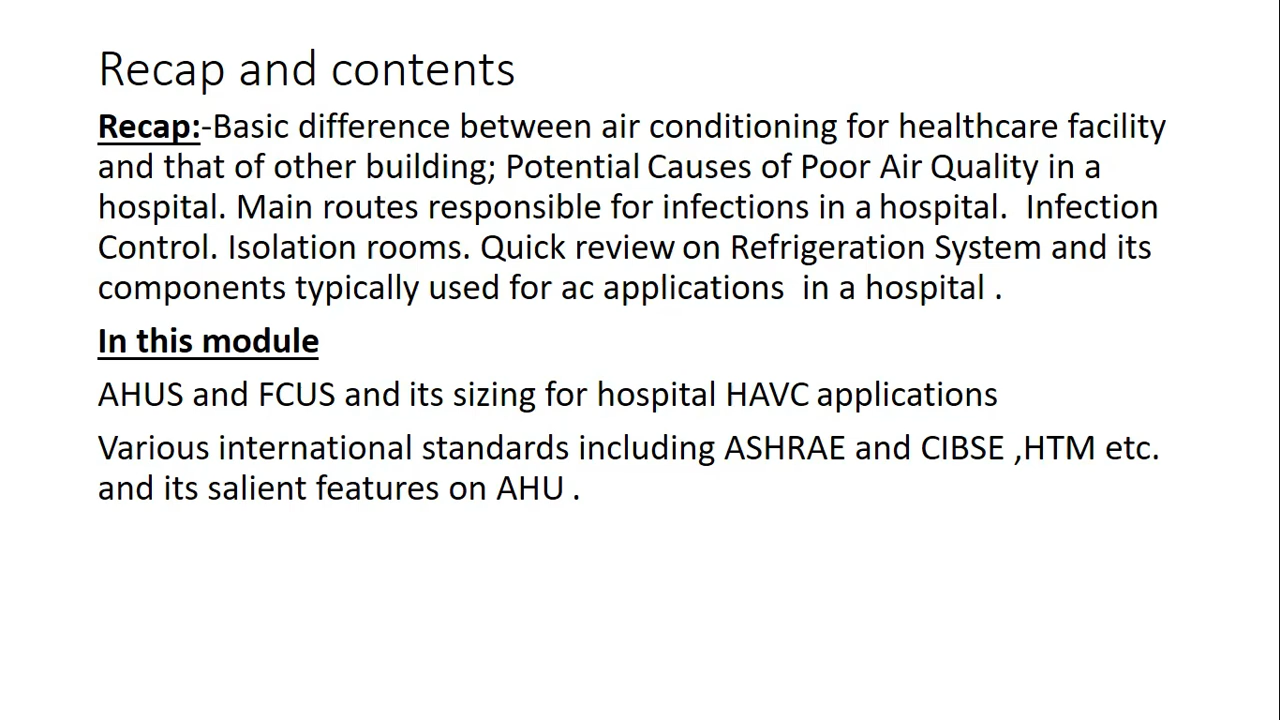 Recap and contents
Recap:-Basic difference between air conditioning for healthcare facility
and that of other building; Potential Causes of Poor Air Quality in a
hospital. Main routes responsible for infections in a hospital.  Infection
Control. Isolation rooms. Quick review on Refrigeration System and its
components typically used for ac applications  in a hospital .
In this module
AHUS and FCUS and its sizing for hospital HAVC applications
Various international standards including ASHRAE and CIBSE ,HTM etc.
and its salient features on AHU .